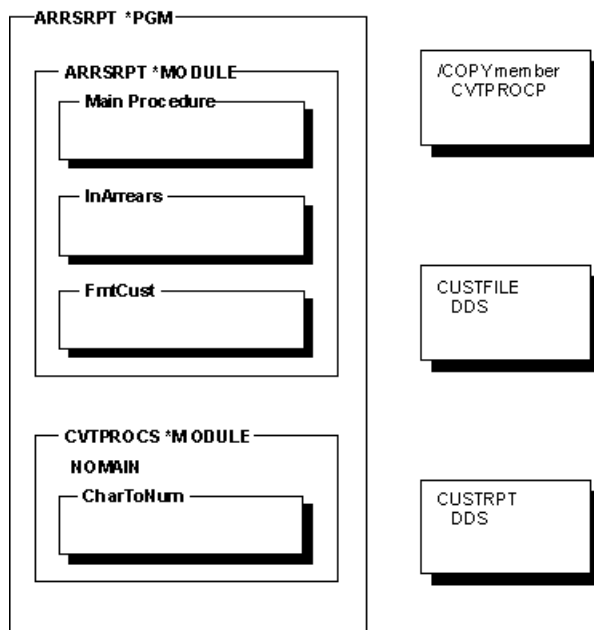 ARRSRPT *PGM
ARRSRPT *MODULE
Main Procedure
InArrears
FmtCust
CVTPROCS *MODULE
NOMAIN
CharToNum
/COPY member
CVTPROCP
CUSTFILE
DDS
CUSTRPT
DDS